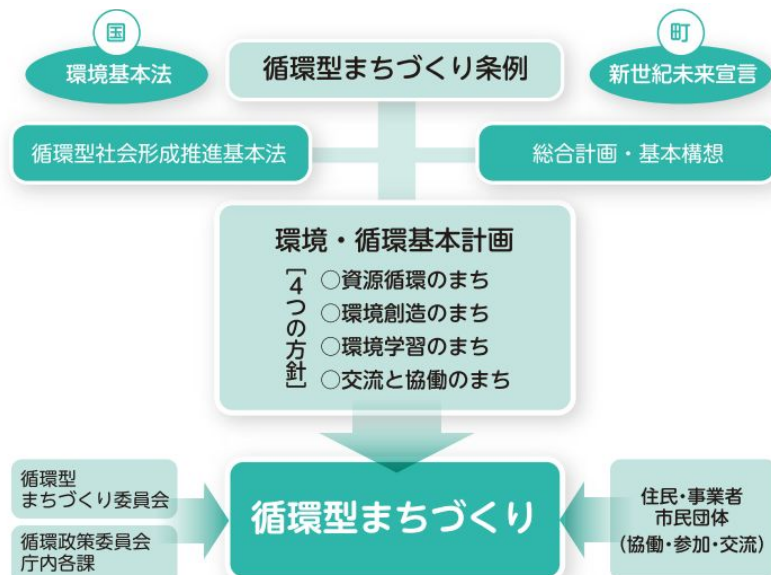 国
環境基本法
循環型まちづくり条例
町
新世紀未来宣言
循環型社会形成推進基本法
総合計画・基本構想
環境・循環基本計画
[4つの方針]
○資源循環のまち
○環境創造のまち
○環境学習のまち
○交流と協働のまち
循環型
まちづくり委員会
循環政策委員会
庁内各課
循環型まちづくり
住民・事業者
市民団体
(協働・参加・交流)